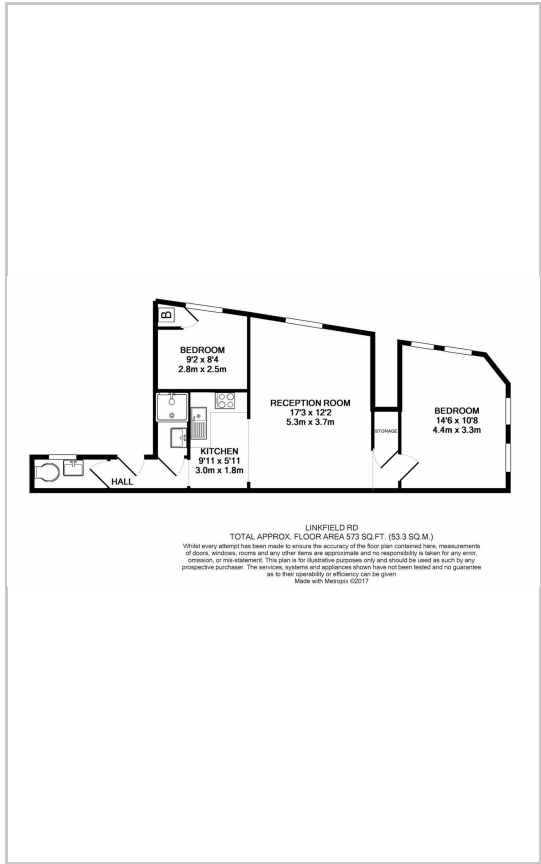 B
BEDROOM
9'2 x 8'4
2.8m x 2.5m
RECEPTION ROOM
17'3 x 12'2
5.3m x 3.7m
BEDROOM
14'6 x 10'8
4.4m x 3.3m
STORAGE
KITCHEN
9'11 x 5'11
3.0m x 1.8m
HALL
LINKFIELD RD
TOTAL APPROX. FLOOR AREA 573 SQ.FT. (53.3 SQ.M.)
Whilst every attempt has been made to ensure the accuracy of the floor plan contained here, measurements
of doors, windows, rooms and any other items are approximate and no responsibility is taken for any error,
omission, or mis-statement. This plan is for illustrative purposes only and should be used as such by any
prospective purchaser. The services, systems and appliances shown have not been tested and no guarantee
as to their operability or efficiency can be given
Made with Metropix ©2017